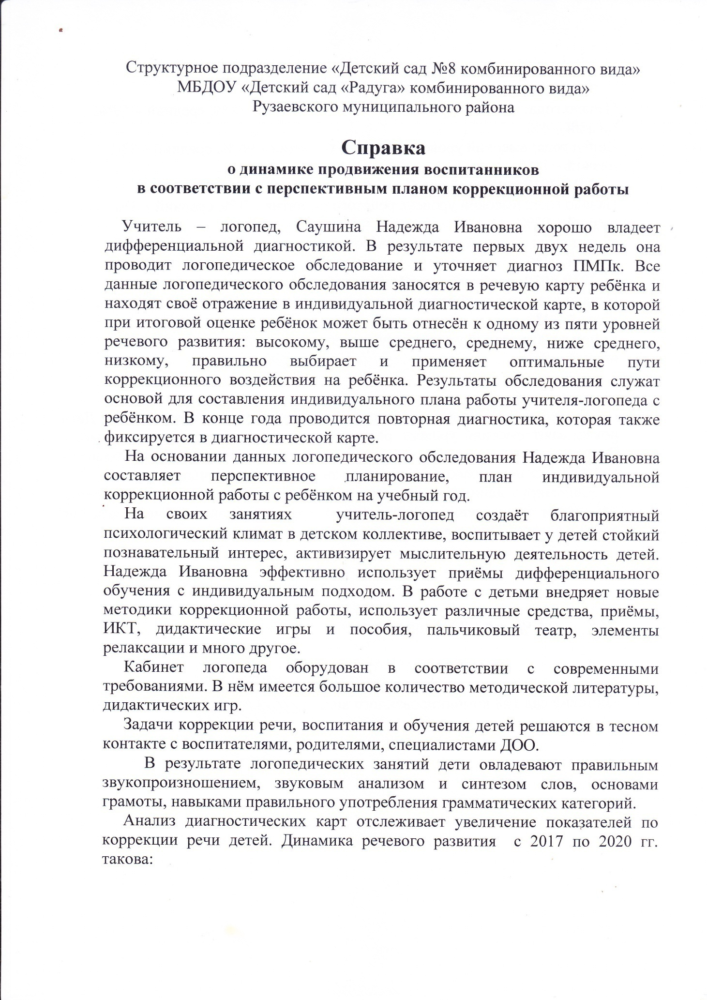 Структурное подразделение «Детский сад №8 комбинированного вида»
МБДОУ «Детский сад «Радуга» комбинированного вида»
Рузаевского муниципального района
Справка
о динамике продвижения воспитанников
в соответствии с перспективным планом коррекционной работы
Учитель – логопед, Саушина Надежда Ивановна хорошо владеет
дифференциальной диагностикой. В результате первых двух недель она
проводит логопедическое обследование и уточняет диагноз ПМПк. Все
данные логопедического обследования заносятся в речевую карту ребёнка и
находят своё отражение в индивидуальной диагностической карте, в которой
при итоговой оценке ребёнок может быть отнесён к одному из пяти уровней
речевого развития: высокому, выше среднего, среднему, ниже среднего,
низкому, правильно выбирает и применяет оптимальные пути
коррекционного воздействия на ребёнка. Результаты обследования служат
основой для составления индивидуального плана работы учителя-логопеда с
ребёнком. В конце года проводится повторная диагностика, которая также
фиксируется в диагностической карте.
На основании данных логопедического обследования Надежда Ивановна
составляет перспективное планирование, план индивидуальной
коррекционной работы с ребёнком на учебный год.
На своих занятиях учитель-логопед создаёт благоприятный
психологический климат в детском коллективе, воспитывает у детей стойкий
познавательный интерес, активизирует мыслительную деятельность детей.
Надежда Ивановна эффективно использует приёмы дифференциального
обучения с индивидуальным подходом. В работе с детьми внедряет новые
методики коррекционной работы, использует различные средства, приёмы,
ИКТ, дидактические игры и пособия, пальчиковый театр, элементы
релаксации и много другое.
Кабинет логопеда оборудован в соответствии с современными
требованиями. В нём имеется большое количество методической литературы,
дидактических игр.
Задачи коррекции речи, воспитания и обучения детей решаются в тесном
контакте с воспитателями, родителями, специалистами ДОО.
В результате логопедических занятий дети овладевают правильным
звукопроизношением, звуковым анализом и синтезом слов, основами
грамоты, навыками правильного употребления грамматических категорий.
Анализ диагностических карт отслеживает увеличение показателей по
коррекции речи детей. Динамика речевого развития с 2017 по 2020 гг.
такова: